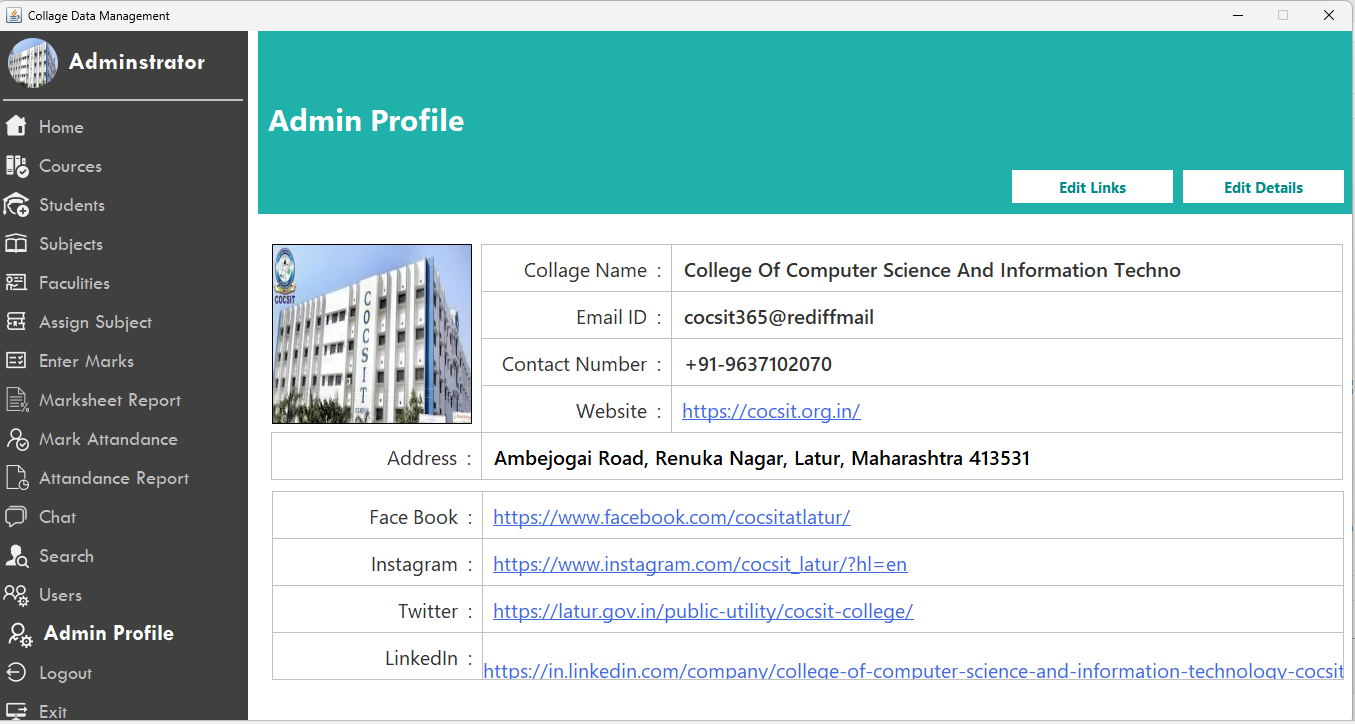 Collage Data Management
Adminstrator
Home
Cources
Students
Subjects
Faculities
Assign Subject
Enter Marks
Marksheet Report
Mark Attandance
Attandance Report
Chat
Search
Users
Admin Profile
Logout
Exit
Admin Profile
Edit Links
Edit Details
COCSIT
COCSIT
Collage Name : College Of Computer Science And Information Techno
Email ID : cocsit365@rediffmail
Contact Number : +91-9637102070
Website : https://cocsit.org.in/
Address : Ambejogai Road, Renuka Nagar, Latur, Maharashtra 413531
Face Book : https://www.facebook.com/cocsitatlatur/
Instagram : https://www.instagram.com/cocsit_latur/?hl=en
Twitter : https://latur.gov.in/public-utility/cocsit-college/
LinkedIn : https://in.linkedin.com/company/college-of-computer-science-and-information-technology-cocsit